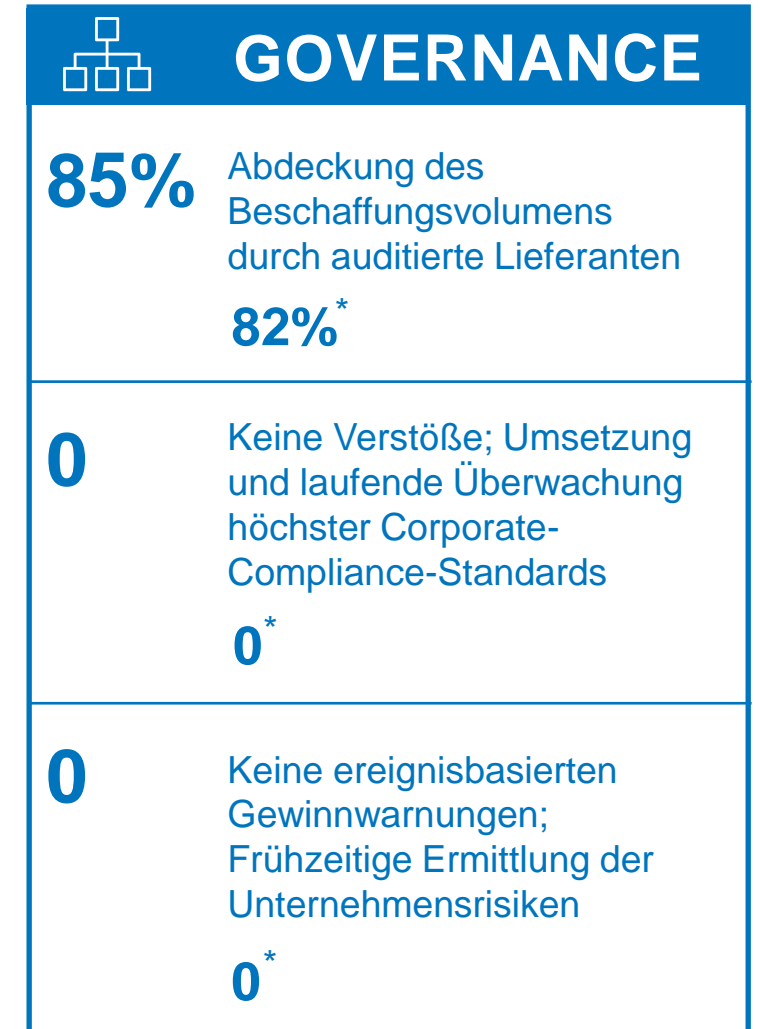 GOVERNANCE
85%
Abdeckung des
Beschaffungsvolumens
durch auditierte Lieferanten
82%*
0
Keine Verstöße; Umsetzung
und laufende Überwachung
höchster Corporate-
Compliance-Standards
0*
0
Keine ereignisbasierten
Gewinnwarnungen;
Frühzeitige Ermittlung der
Unternehmensrisiken
0*